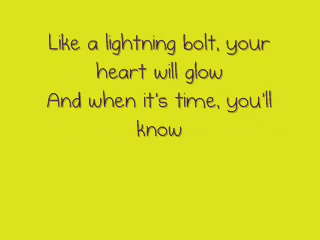 Like a lightning bolt, your
heart will glow
And when it's time, you'll
know